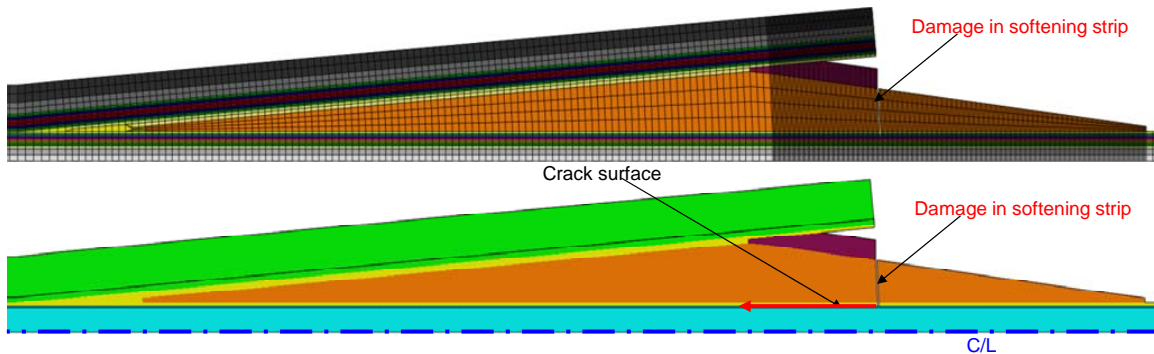 Damage in softening strip
Crack surface
Damage in softening strip
C/L